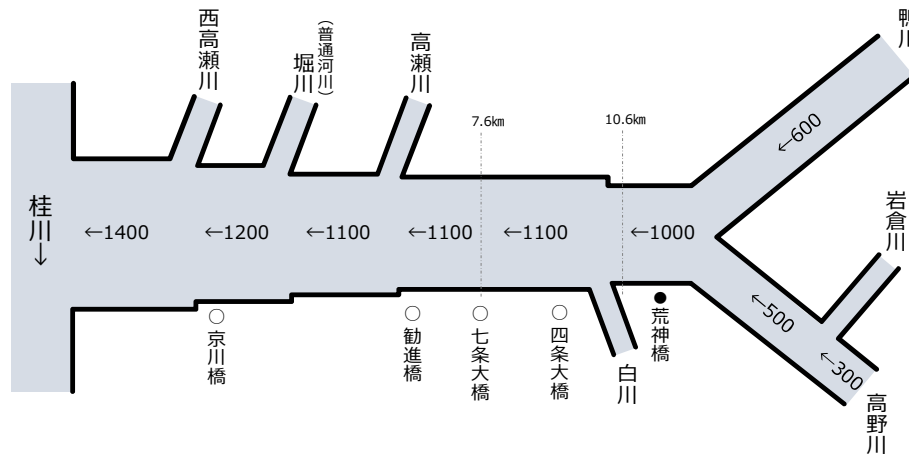 西高瀬川
堀川
（普通河川）
高瀬川
鴨川
7.6km
10.6km
←600
岩倉川
桂川→
←1400
←1200
←1100
←1100
←1100
←1000
←500
←300
京川橋
勧進橋
七条大橋
四条大橋
白川
荒神橋
高野川